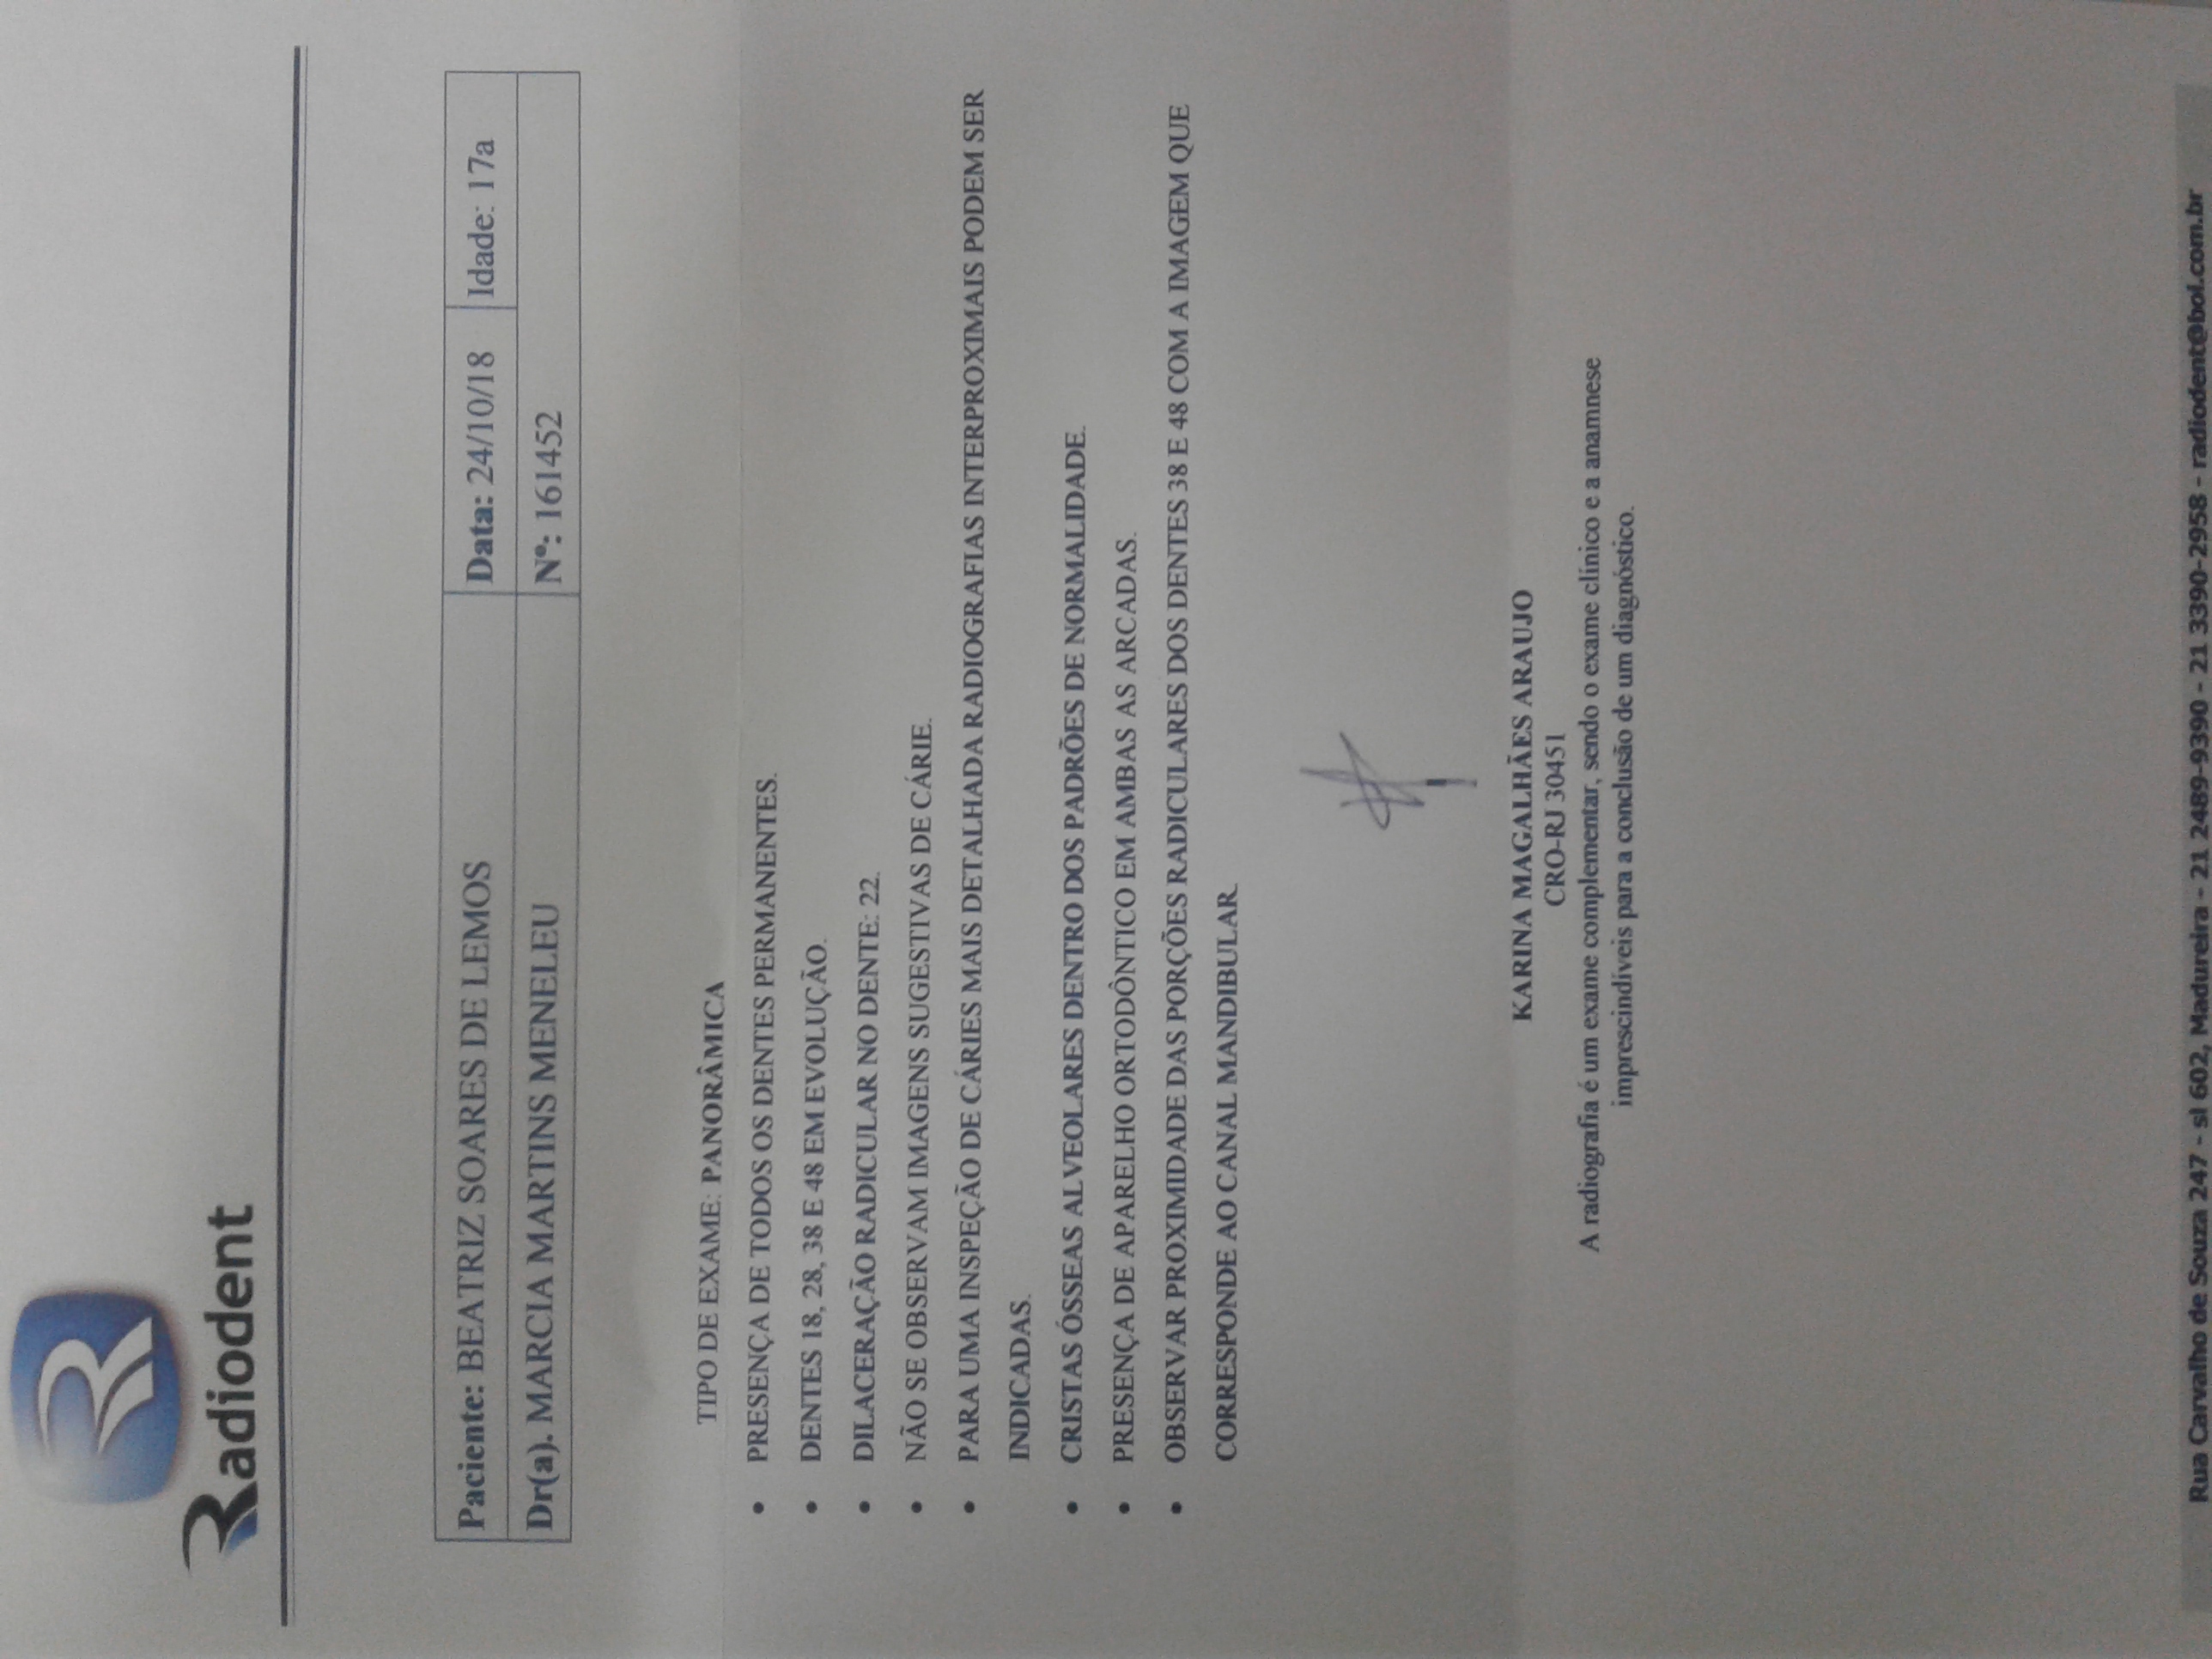 Radiodent
Paciente: BEATRIZ SOARES DE LEMOS Data: 24/10/18 Idade: 17a
Dr(a). MARCIA MARTINS MENELEU Nº: 161452
TIPO DE EXAME: PANORÂMICA
• PRESENÇA DE TODOS OS DENTES PERMANENTES.
• DENTES 18, 28, 38 E 48 EM EVOLUÇÃO.
• DILACERAÇÃO RADICULAR NO DENTE: 22.
• NÃO SE OBSERVAM IMAGENS SUGESTIVAS DE CÁRIE.
• PARA UMA INSPEÇÃO DE CÁRIES MAIS DETALHADA RADIOGRAFIAS INTERPROXIMAIS PODEM SER
INDICADAS.
• CRISTAS ÓSSEAS ALVEOLARES DENTRO DOS PADRÕES DE NORMALIDADE.
• PRESENÇA DE APARELHO ORTODÔNTICO EM AMBAS AS ARCADAS.
• OBSERVAR PROXIMIDADE DAS PORÇÕES RADICULARES DOS DENTES 38 E 48 COM A IMAGEM QUE
CORRESPONDE AO CANAL MANDIBULAR.
KARINA MAGALHÃES ARAUJO
CRO-RJ 30451
A radiografia é um exame complementar, sendo o exame clínico e a anamnese
imprescindíveis para a conclusão de um diagnóstico.
Rua Carvalho de Souza 247 - sl 602, Madureira - 21 2489-9390 - 21 3390-2958 - radiodent@bol.com.br